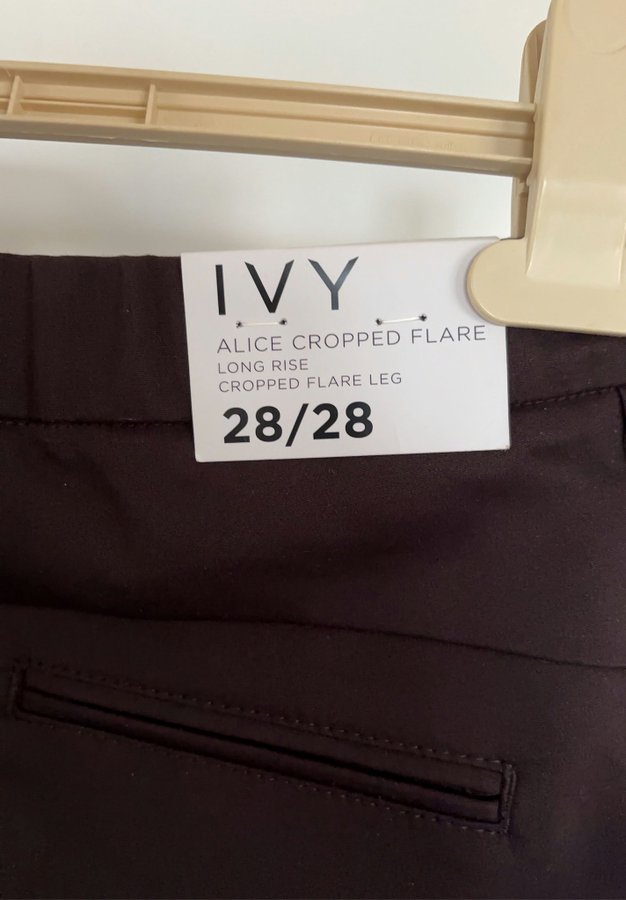 IVY
ALICE CROPPED FLARE
LONG RISE
CROPPED FLARE LEG
28/28